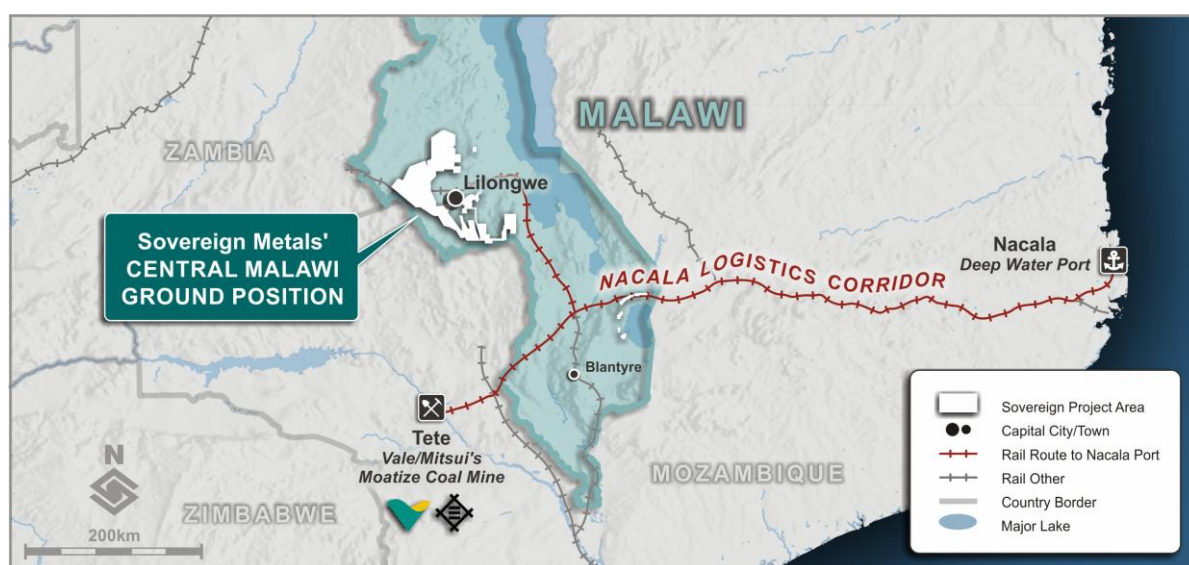 MALAWI
ZAMBIA
Lilongwe
Sovereign Metals'
CENTRAL MALAWI
GROUND POSITION
Nacala
Deep Water Port
NACALA LOGISTICS CORRIDOR
Blantyre
Tete
Vale/Mitsui's
Moatize Coal Mine
MOZAMBIQUE
ZIMBABWE
N
200km
Sovereign Project Area
Capital City/Town
Rail Route to Nacala Port
Rail Other
Country Border
Major Lake